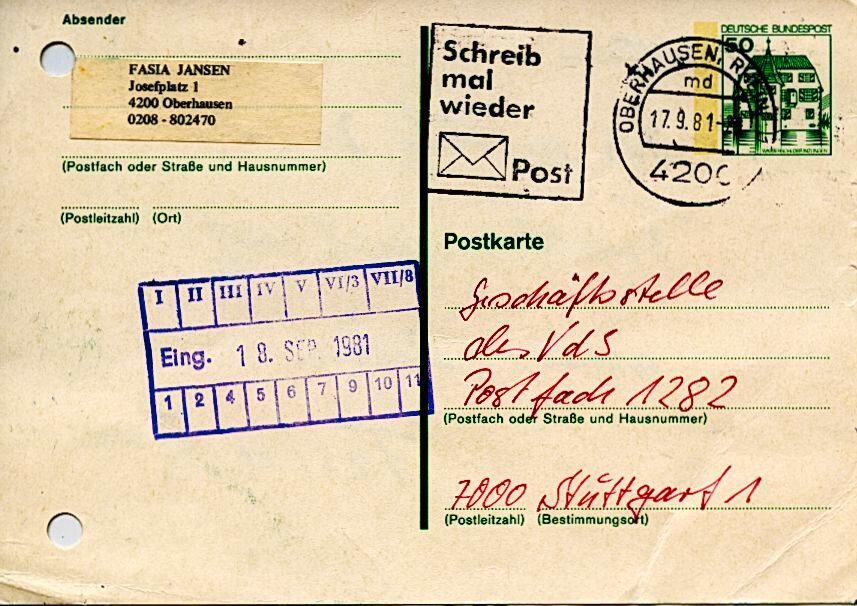 Absender
FASIA JANSEN
Josefplatz 1
4200 Oberhausen
0208 - 802470
(Postfach oder Straße und Hausnummer)
(Postleitzahl) (Ort)
Schreib
mal
wieder
Post
DEUTSCHE BUNDESPOST
50
OBERHAUSEN,
md
17.9.81
420
Postkarte
Geschäftsstelle
des VdS
Postfach 1282
(Postfach oder Straße und Hausnummer)
7000 Stuttgart 1
(Postleitzahl) (Bestimmungsort)
I II III IV V VI/3 VII/8
Eing. 18. SEP. 1981
1 2 4 5 6 7 9 10 11